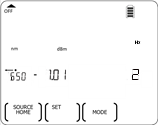 OFF
Hz
nm dBm
650 - 1.01 2
SOURCE HOME SET MODE